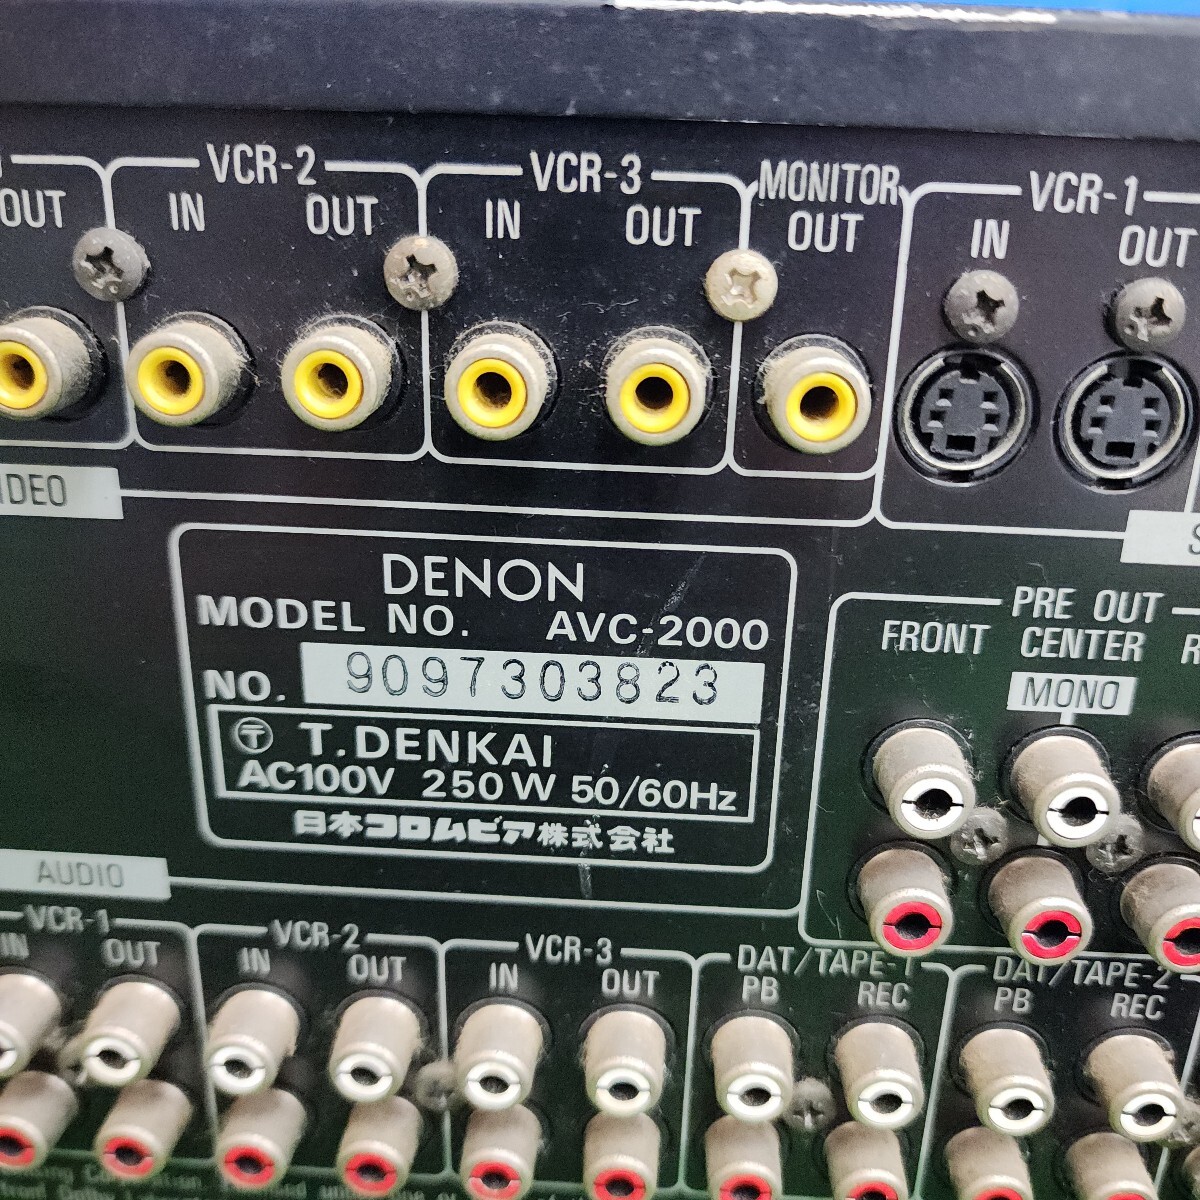 VCR-2
VCR-3
MONITOR
VCR-1
OUT
IN
OUT
IN
OUT
OUT
IN
OUT
DENON
MODEL NO. AVC-2000
NO. 9097303823
〒 T.DENKAI
AC100V 250W 50/60Hz
日本コロムビア株式会社
PRE OUT
FRONT CENTER
MONO
AUDIO
VCR-1
VCR-2
VCR-3
DAT/TAPE-1
DAT/TAPE-2
IN
OUT
IN
OUT
IN
OUT
PB
REC
PB
REC